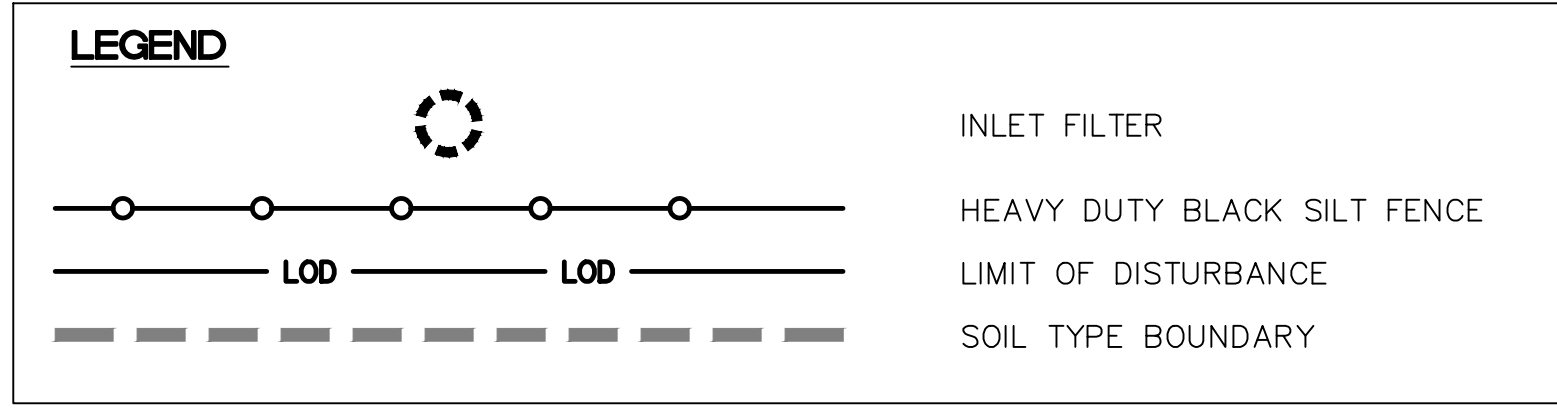 LEGEND
INLET FILTER
HEAVY DUTY BLACK SILT FENCE
LOD LOD LIMIT OF DISTURBANCE
SOIL TYPE BOUNDARY